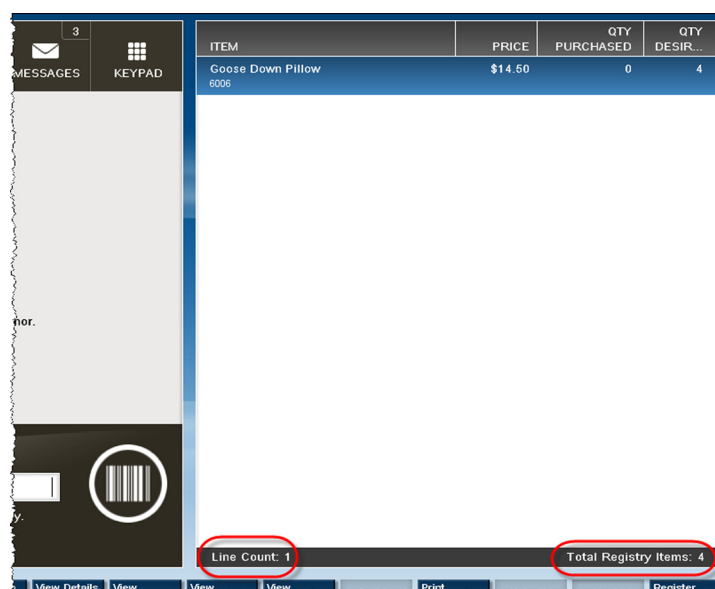 3
MESSAGES
KEYPAD
nor.
y.
ITEM PRICE QTY PURCHASED QTY DESIR...
Goose Down Pillow $14.50 0 4
6006
Line Count: 1 Total Registry Items: 4
View Details View View View Print Register